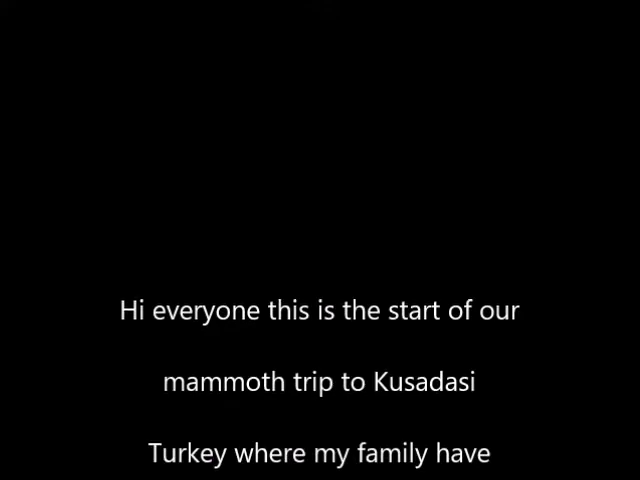 Hi everyone this is the start of our
mammoth trip to Kusadasi
Turkey where my family have